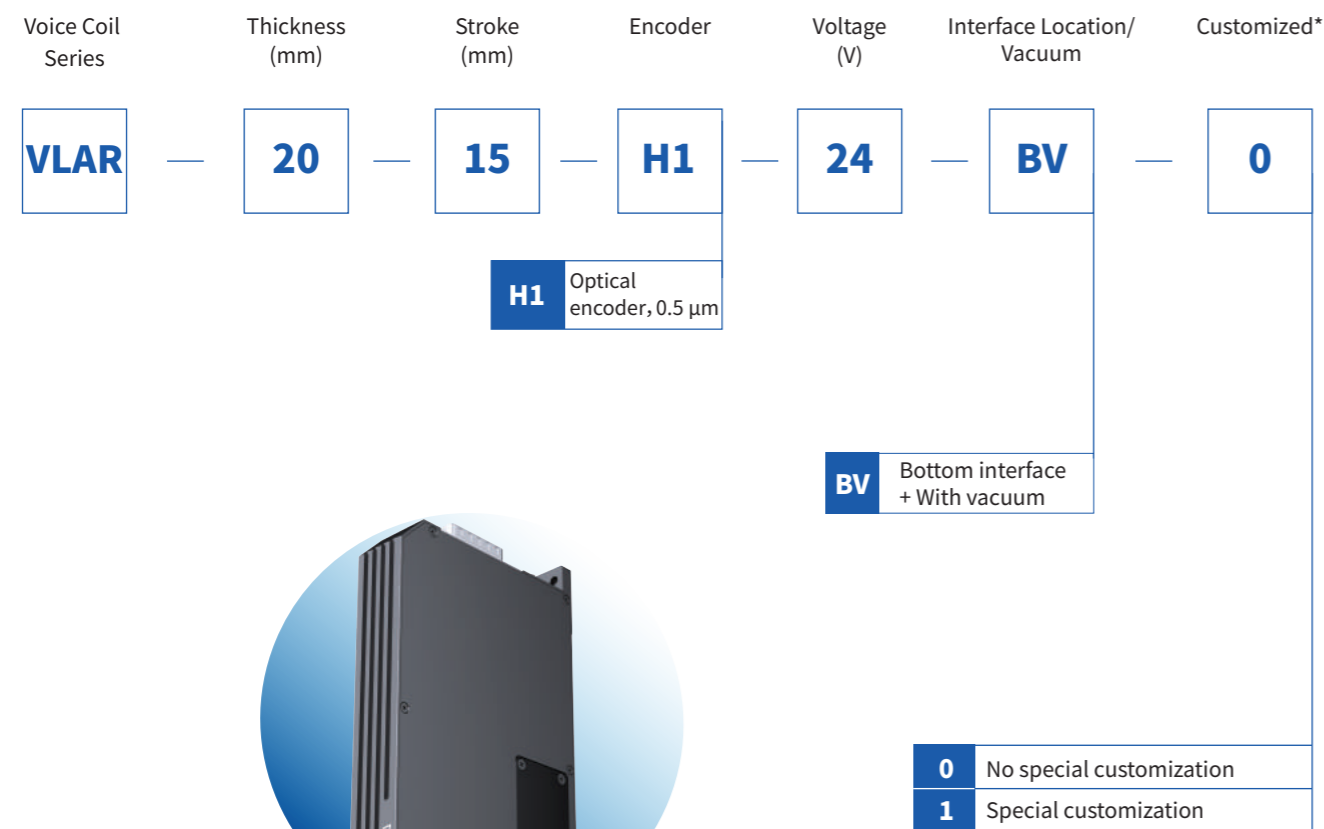 Voice Coil
Series
Thickness
(mm)
Stroke
(mm)
Encoder
Voltage
(V)
Interface Location/
Vacuum
Customized*
VLAR — 20 — 15 — H1 — 24 — BV — 0
H1 Optical
encoder，0.5 μm
BV Bottom interface
+ With vacuum
0 No special customization
1 Special customization